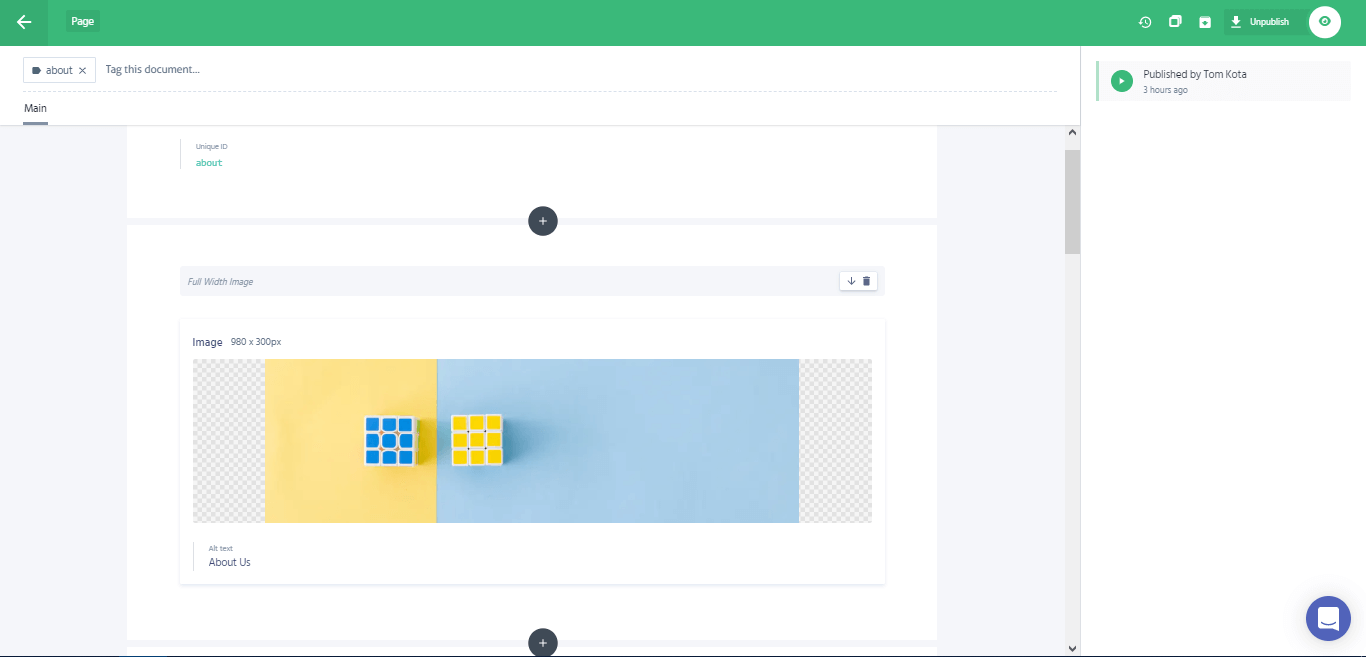 Page
Unpublish
about
Tag this document...
Main
Published by Tom Kota
3 hours ago
Unique ID
about
Full Width Image
Image 980 x 300px
Alt text
About Us